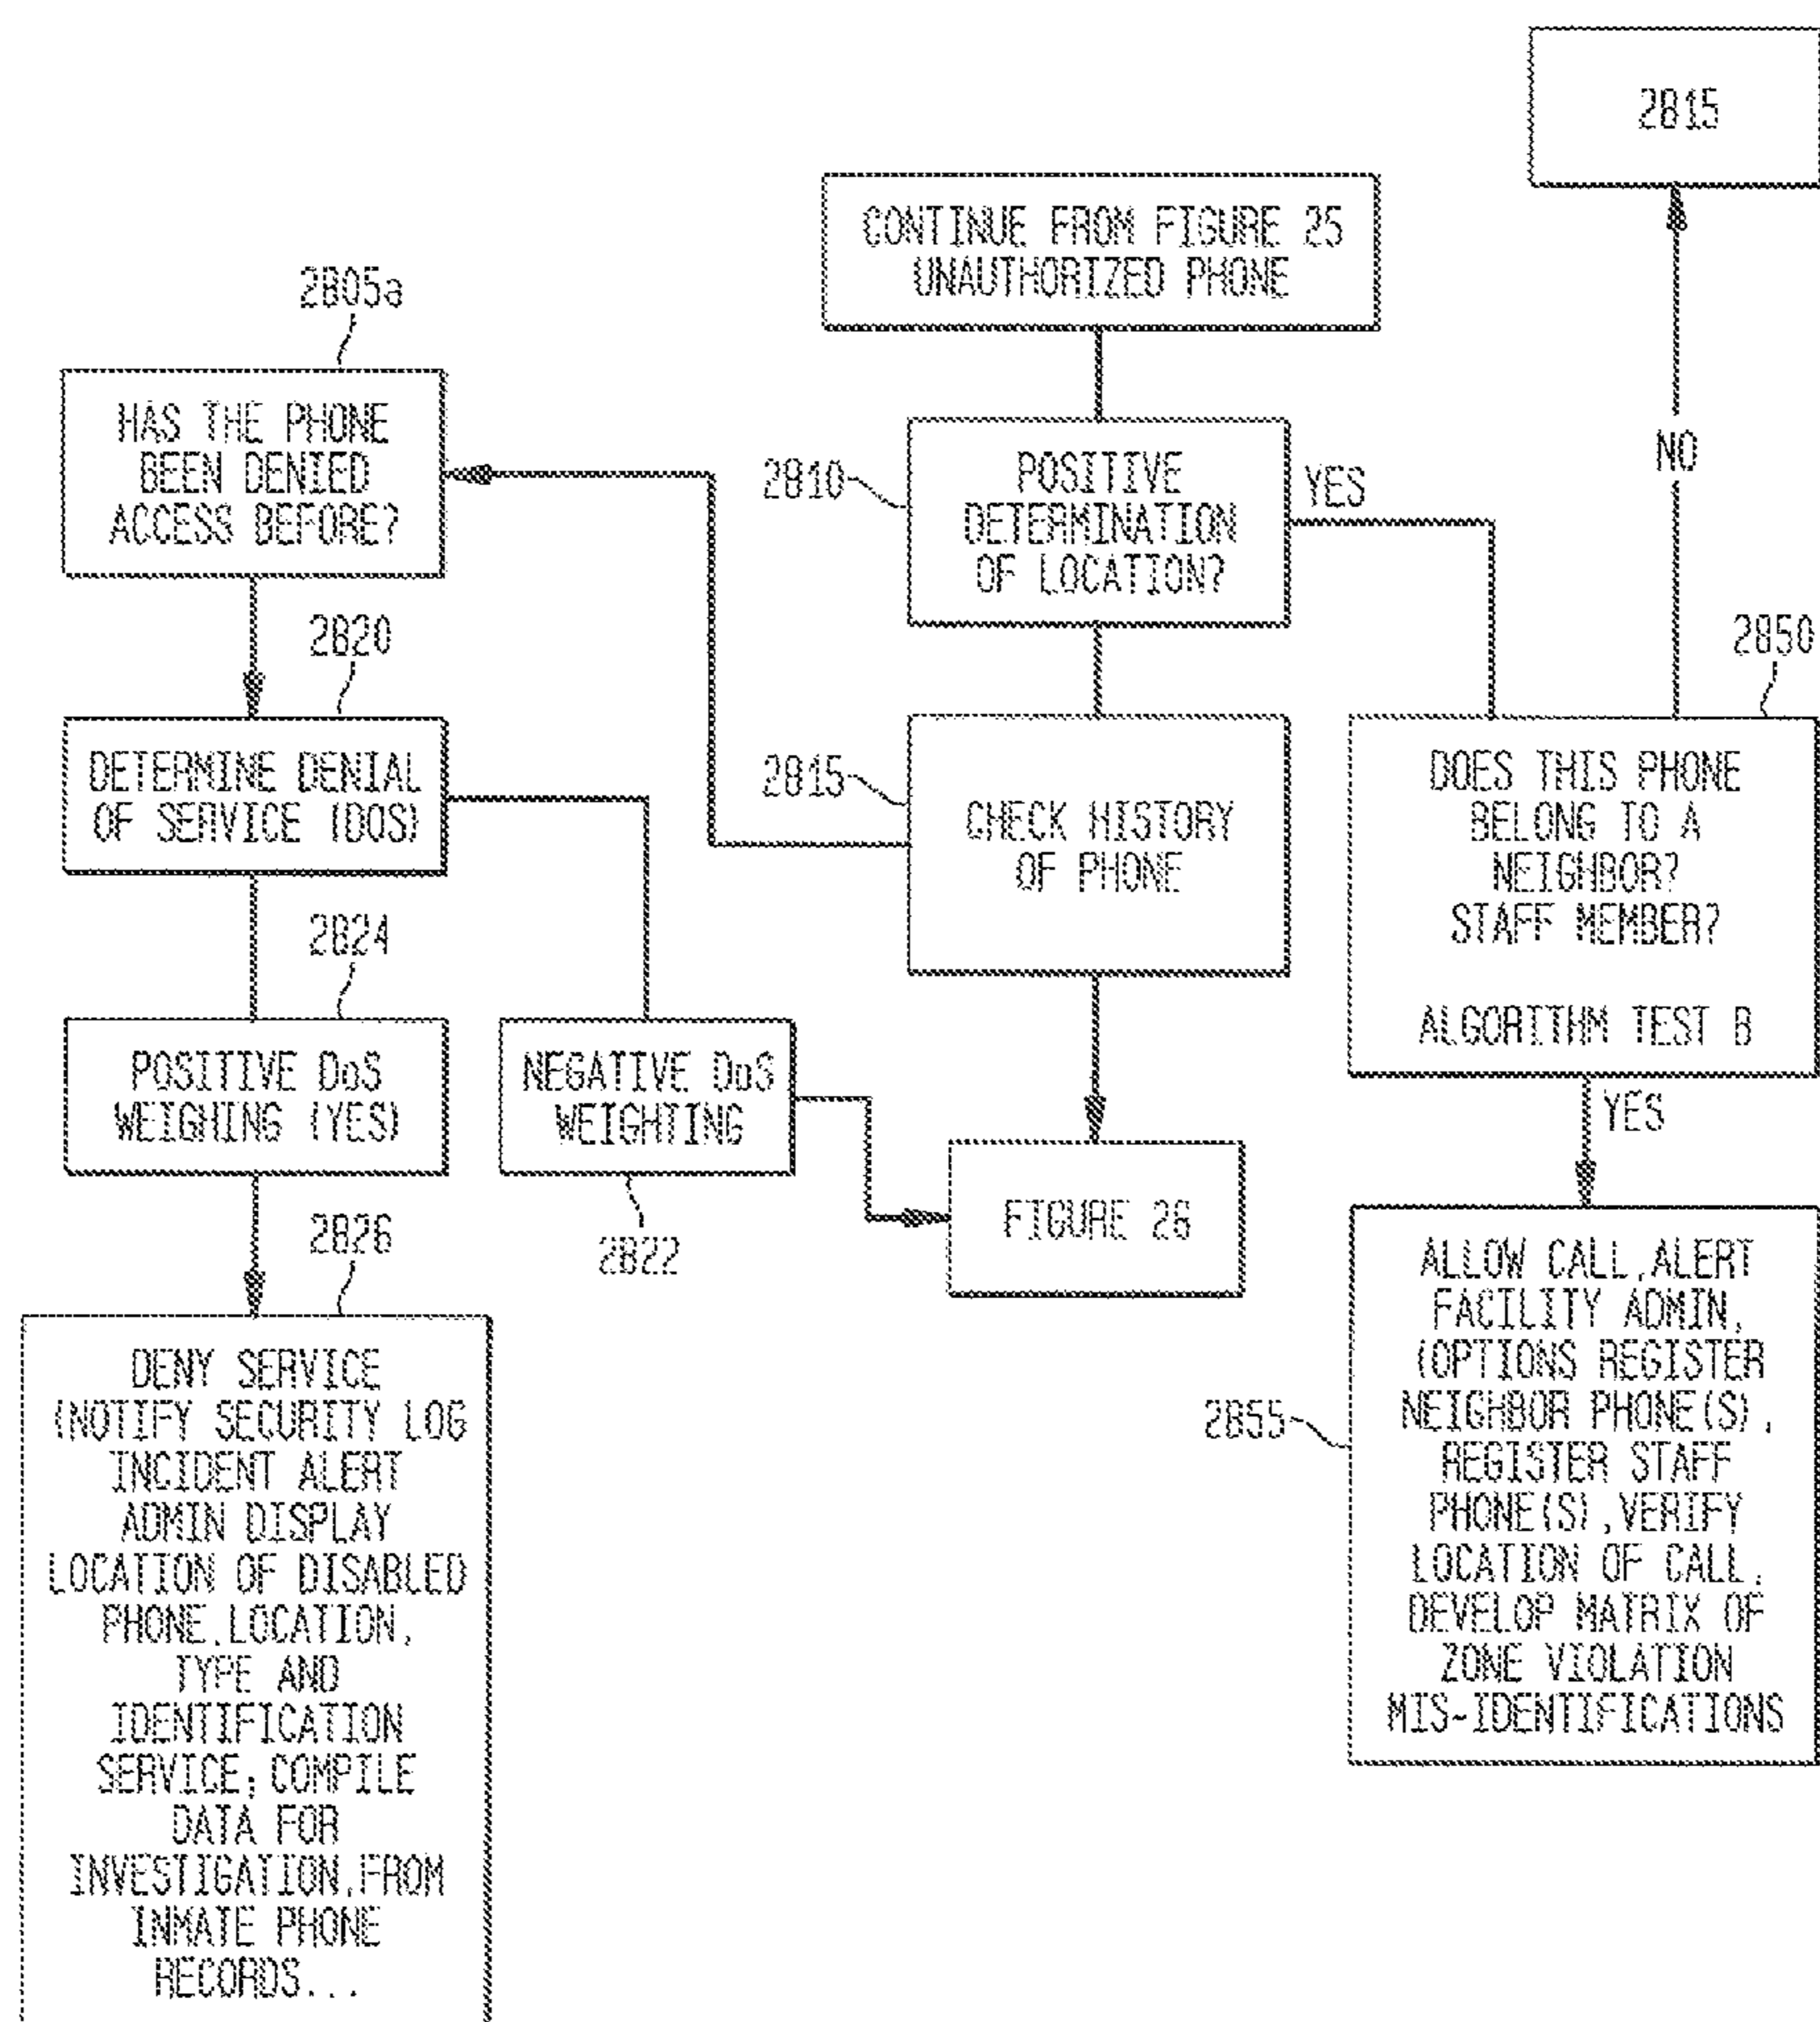 2815
CONTINUE FROM FIGURE 25
UNAUTHORIZED PHONE
2805a
HAS THE PHONE
BEEN DENIED
ACCESS BEFORE?
2810
POSITIVE
DETERMINATION
OF LOCATION?
YES
NO
2820
DETERMINE DENIAL
OF SERVICE (DOS)
2815
CHECK HISTORY
OF PHONE
2850
DOES THIS PHONE
BELONG TO A
NEIGHBOR?
STAFF MEMBER?
ALGORITHM TEST B
YES
2824
POSITIVE DoS
WEIGHING (YES)
NEGATIVE DoS
WEIGHTING
2822
FIGURE 26
2826
DENY SERVICE
(NOTIFY SECURITY LOG
INCIDENT ALERT
ADMIN DISPLAY
LOCATION OF DISABLED
PHONE, LOCATION,
TYPE AND
IDENTIFICATION
SERVICE; COMPILE
DATA FOR
INVESTIGATION, FROM
INMATE PHONE
RECORDS...
2855
ALLOW CALL, ALERT
FACILITY ADMIN,
(OPTIONS REGISTER
NEIGHBOR PHONE(S),
REGISTER STAFF
PHONE(S), VERIFY
LOCATION OF CALL,
DEVELOP MATRIX OF
ZONE VIOLATION
MIS-IDENTIFICATIONS